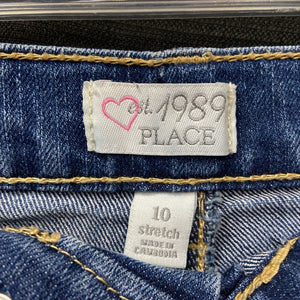 est. 1989
PLACE
10
stretch
MADE IN
CAMBODIA